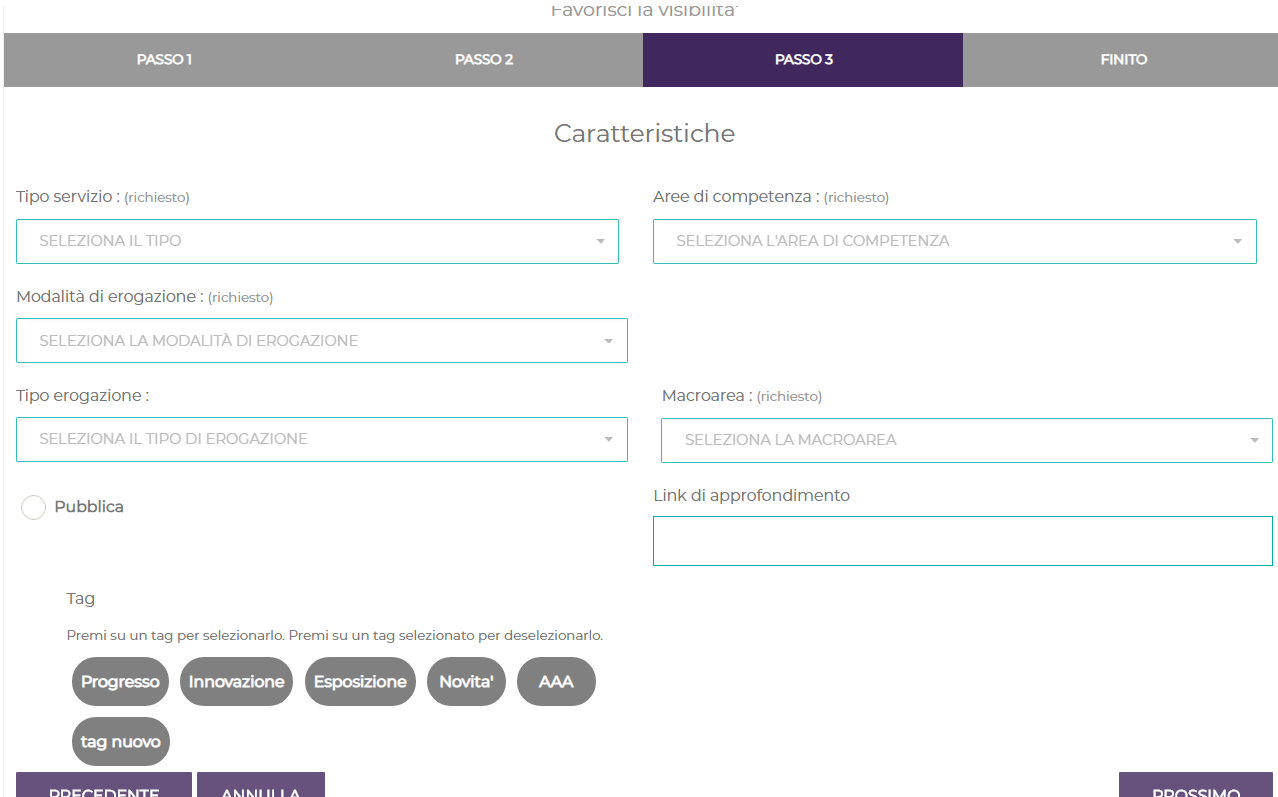 Favorisci la visibilita'
PASSO 1
PASSO 2
PASSO 3
FINITO
Caratteristiche
Tipo servizio : (richiesto)
Aree di competenza : (richiesto)
SELEZIONA IL TIPO
SELEZIONA L'AREA DI COMPETENZA
Modalità di erogazione : (richiesto)
SELEZIONA LA MODALITÀ DI EROGAZIONE
Tipo erogazione :
Macroarea : (richiesto)
SELEZIONA IL TIPO DI EROGAZIONE
SELEZIONA LA MACROAREA
Pubblica
Link di approfondimento
Tag
Premi su un tag per selezionarlo. Premi su un tag selezionato per deselezionarlo.
Progresso
Innovazione
Esposizione
Novita'
AAA
tag nuovo
PRECEDENTE
ANNULLA
PROSSIMO